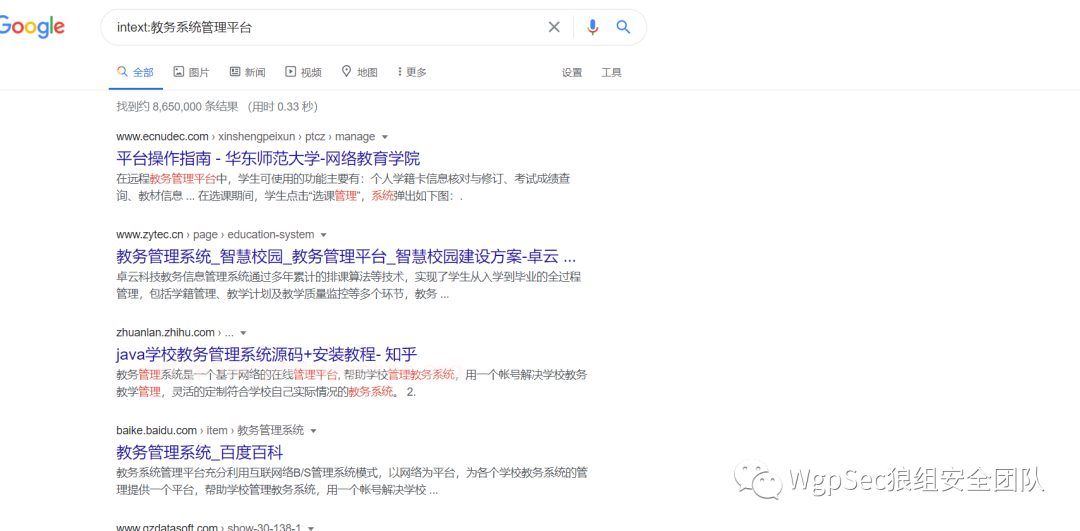 Google
intext:教务系统管理平台
全部 图片 新闻 视频 地图 更多 设置 工具
找到约 8,650,000 条结果 （用时 0.33 秒）
www.ecnudec.com › xinshengpeixun › ptcz › manage
平台操作指南 - 华东师范大学-网络教育学院
在远程教务管理平台中，学生可使用的功能主要有：个人学籍卡信息核对与修订、考试成绩查
询、教材信息 ... 在选课期间，学生点击“选课管理”，系统弹出如下图：.
www.zytec.cn › page › education-system
教务管理系统_智慧校园_教务管理平台_智慧校园建设方案-卓云 ...
卓云科技教务信息管理系统通过多年累计的排课算法等技术，实现了学生从入学到毕业的全过程
管理，包括学籍管理、教学计划及教学质量监控等多个环节，教务 ...
zhuanlan.zhihu.com › ...
java学校教务管理系统源码+安装教程- 知乎
教务管理系统是一个基于网络的在线管理平台, 帮助学校管理教务系统，用一个帐号解决学校教务
教学管理，灵活的定制符合学校自己实际情况的教务系统。 2.
baike.baidu.com › item › 教务管理系统
教务管理系统_百度百科
教务系统管理平台充分利用互联网络B/S管理系统模式，以网络为平台，为各个学校教务系统的管
理提供一个平台，帮助学校管理教务系统，用一个帐号解决学校 ...
www.gzdatasoft.com › show-30-138-1
WgpSec狼组安全团队